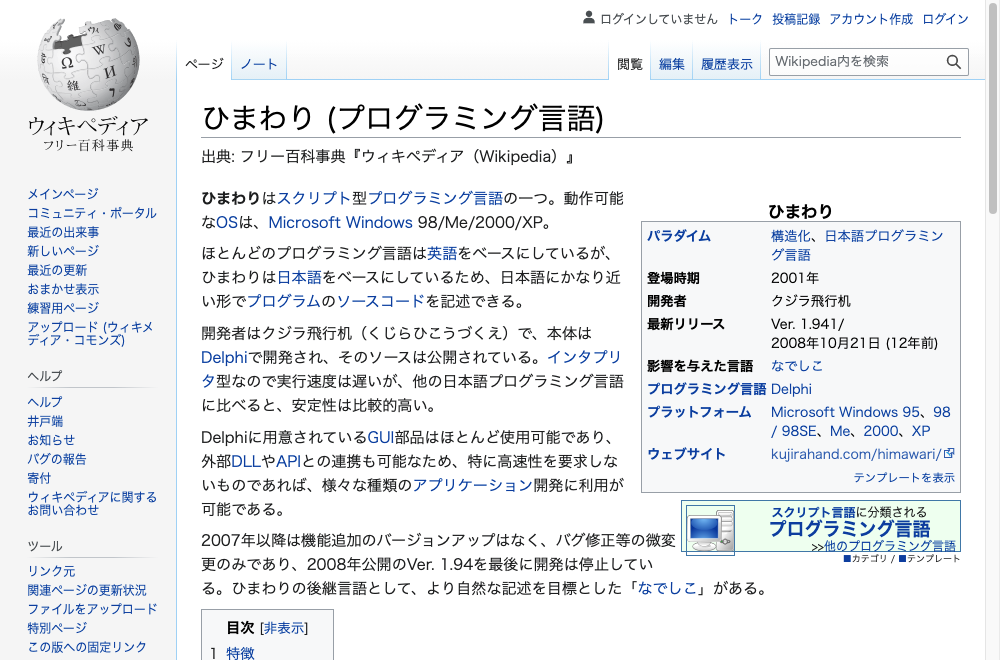 ログインしていません トーク 投稿記録 アカウント作成 ログイン
ページ ノート 閲覧 編集 履歴表示 Wikipedia内を検索
ウィキペディア
フリー百科事典
メインページ
コミュニティ・ポータル
最近の出来事
新しいページ
最近の更新
おまかせ表示
練習用ページ
アップロード (ウィキメ
ディア・コモンズ)
ヘルプ
ヘルプ
井戸端
お知らせ
バグの報告
寄付
ウィキペディアに関する
お問い合わせ
ツール
リンク元
関連ページの更新状況
ファイルをアップロード
特別ページ
この版への固定リンク
ひまわり (プログラミング言語)
出典: フリー百科事典『ウィキペディア（Wikipedia）』
ひまわりはスクリプト型プログラミング言語の一つ。動作可能
なOSは、Microsoft Windows 98/Me/2000/XP。
ほとんどのプログラミング言語は英語をベースにしているが、
ひまわりは日本語をベースにしているため、日本語にかなり近
い形でプログラムのソースコードを記述できる。
開発者はクジラ飛行机（くじらひこうづくえ）で、本体は
Delphiで開発され、そのソースは公開されている。インタプリ
タ型なので実行速度は遅いが、他の日本語プログラミング言語
に比べると、安定性は比較的高い。
Delphiに用意されているGUI部品はほとんど使用可能であり、
外部DLLやAPIとの連携も可能なため、特に高速性を要求しな
いものであれば、様々な種類のアプリケーション開発に利用が
可能である。
2007年以降は機能追加のバージョンアップはなく、バグ修正等の微変
更のみであり、2008年公開のVer. 1.94を最後に開発は停止してい
る。ひまわりの後継言語として、より自然な記述を目標とした「なでしこ」がある。
ひまわり
パラダイム 構造化、日本語プログラミン
グ言語
登場時期 2001年
開発者 クジラ飛行机
最新リリース Ver. 1.941/
2008年10月21日 (12年前)
影響を与えた言語 なでしこ
プログラミング言語 Delphi
プラットフォーム Microsoft Windows 95、98
/ 98SE、Me、2000、XP
ウェブサイト kujirahand.com/himawari/
テンプレートを表示
スクリプト言語に分類される
プログラミング言語
>>他のプログラミング言語
■カテゴリ / ■テンプレート
目次 [非表示]
1 特徴